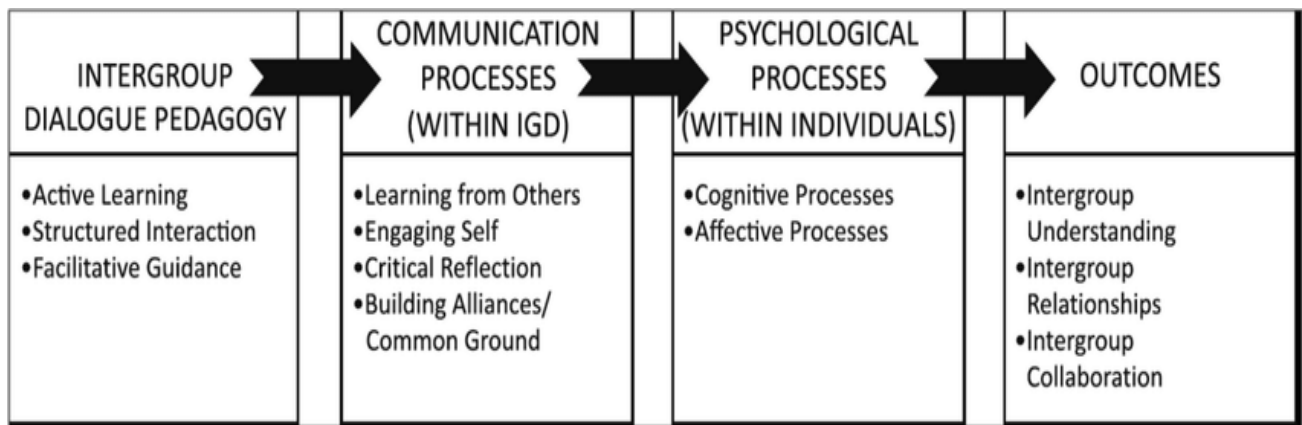 INTERGROUP
DIALOGUE PEDAGOGY
•Active Learning
•Structured Interaction
•Facilitative Guidance
COMMUNICATION
PROCESSES
(WITHIN IGD)
•Learning from Others
•Engaging Self
•Critical Reflection
•Building Alliances/
Common Ground
PSYCHOLOGICAL
PROCESSES
(WITHIN INDIVIDUALS)
•Cognitive Processes
•Affective Processes
OUTCOMES
•Intergroup
Understanding
•Intergroup
Relationships
•Intergroup
Collaboration